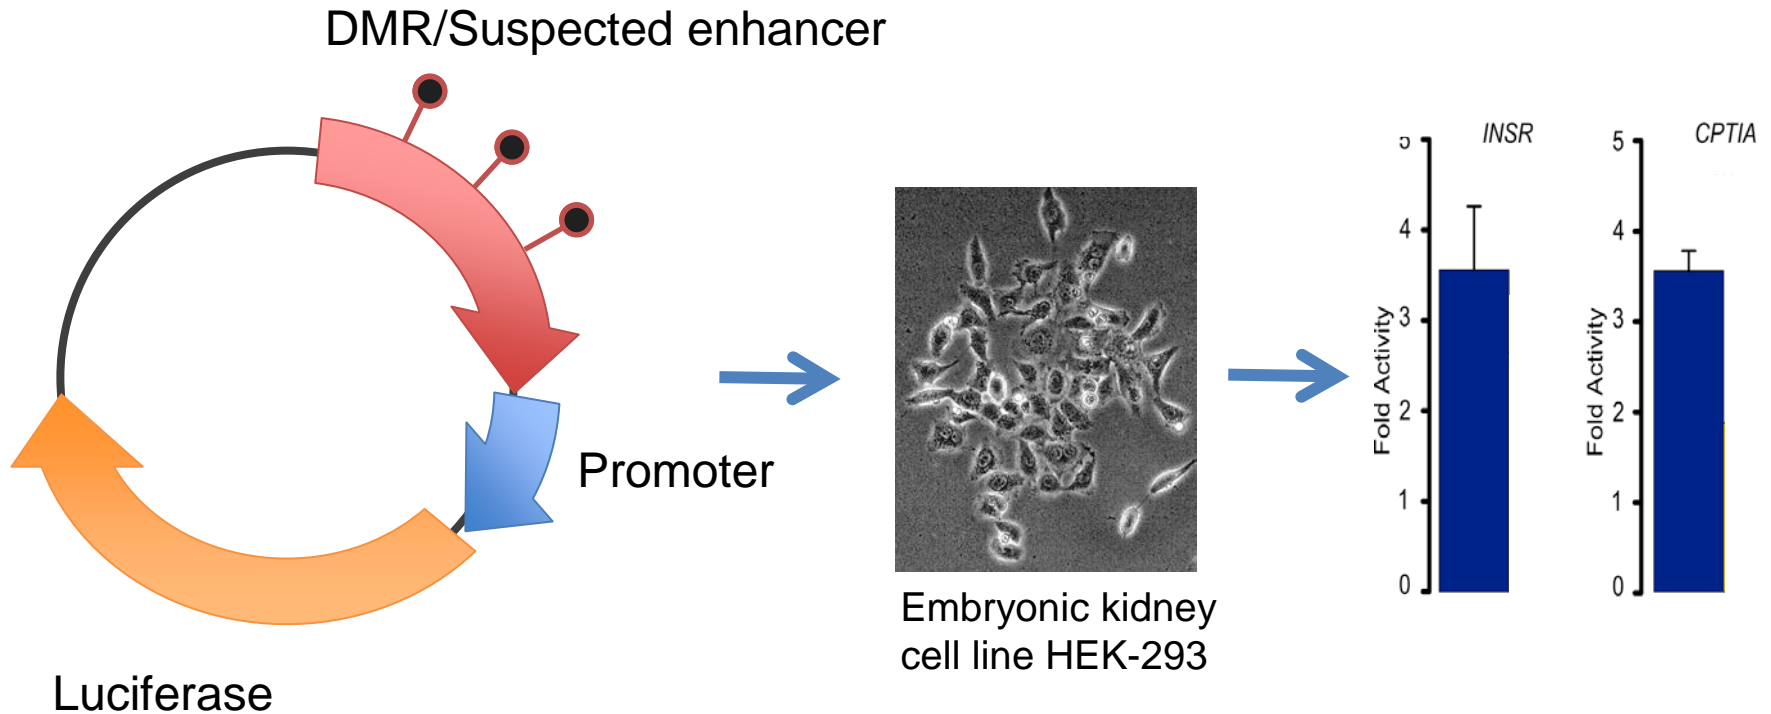 DMR/Suspected enhancer
Promoter
Luciferase
Embryonic kidney
cell line HEK-293
INSR
5
4
3
2
1
0
Fold Activity
CPTIA
5
4
3
2
1
0
Fold Activity